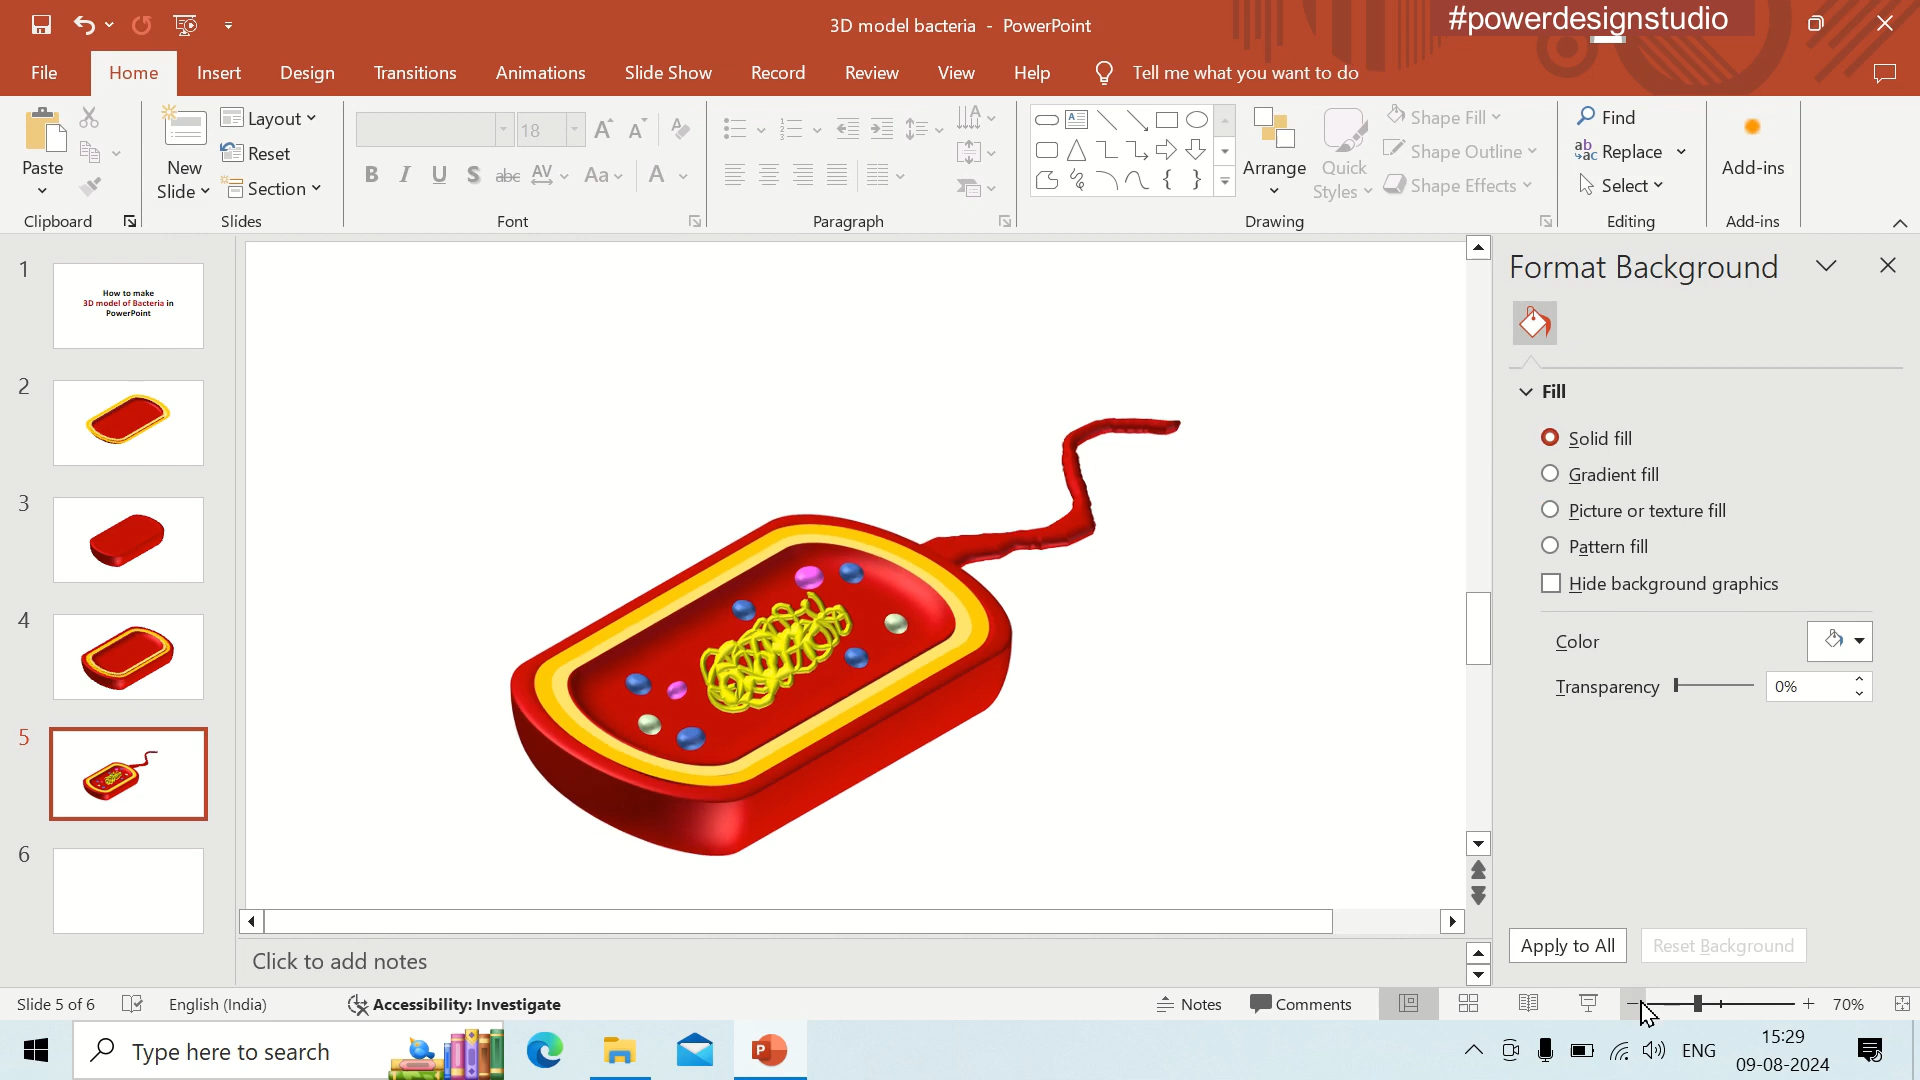 3D model bacteria - PowerPoint
#powerdesignstudio
File Home Insert Design Transitions Animations Slide Show Record Review View Help Tell me what you want to do
Paste
New
Slide
Layout
Reset
Section
18
B I U S abc AV Aa A
Arrange
Quick
Styles
Shape Fill
Shape Outline
Shape Effects
Find
Replace
Select
Add-ins
Clipboard Slides Font Paragraph Drawing Editing Add-ins
1
How to make
3D model of Bacteria in
PowerPoint
2
3
4
5
6
Format Background
Fill
Solid fill
Gradient fill
Picture or texture fill
Pattern fill
Hide background graphics
Color
Transparency 0%
Apply to All Reset Background
Click to add notes
Slide 5 of 6 English (India) Accessibility: Investigate Notes Comments 70%
Type here to search
ENG
15:29
09-08-2024